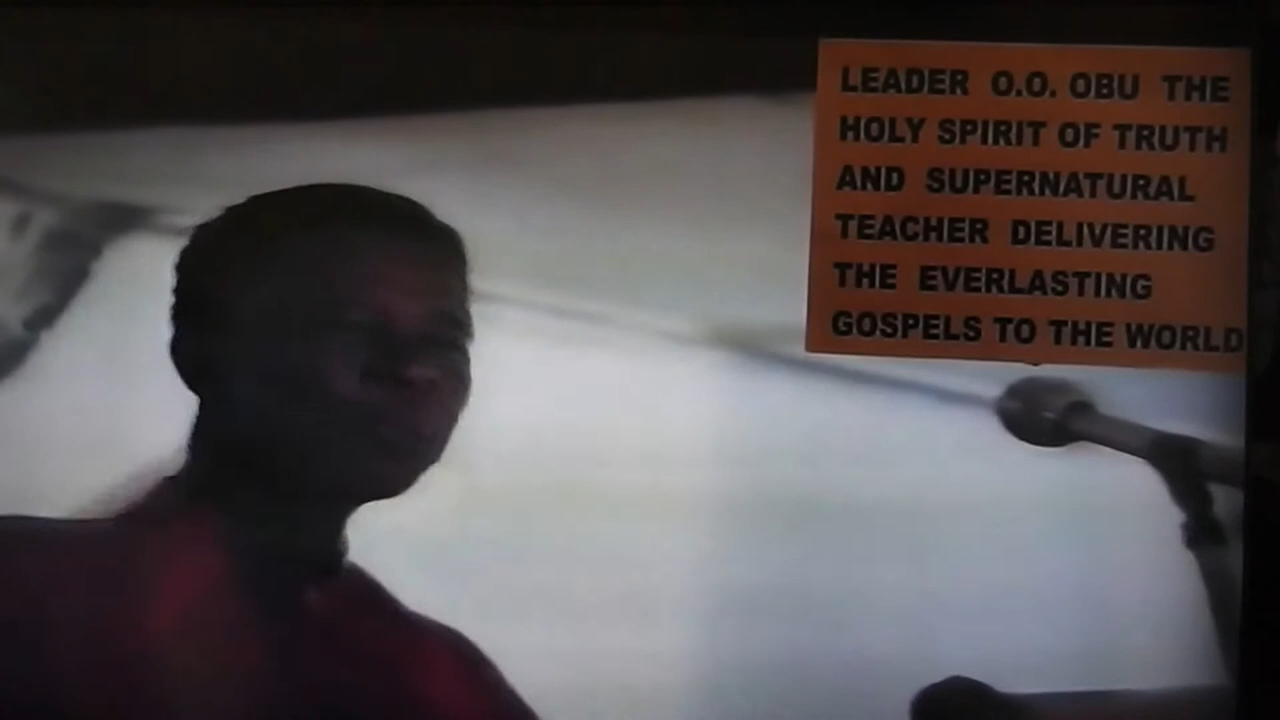 LEADER O.O. OBU THE
HOLY SPIRIT OF TRUTH
AND SUPERNATURAL
TEACHER DELIVERING
THE EVERLASTING
GOSPELS TO THE WORLD